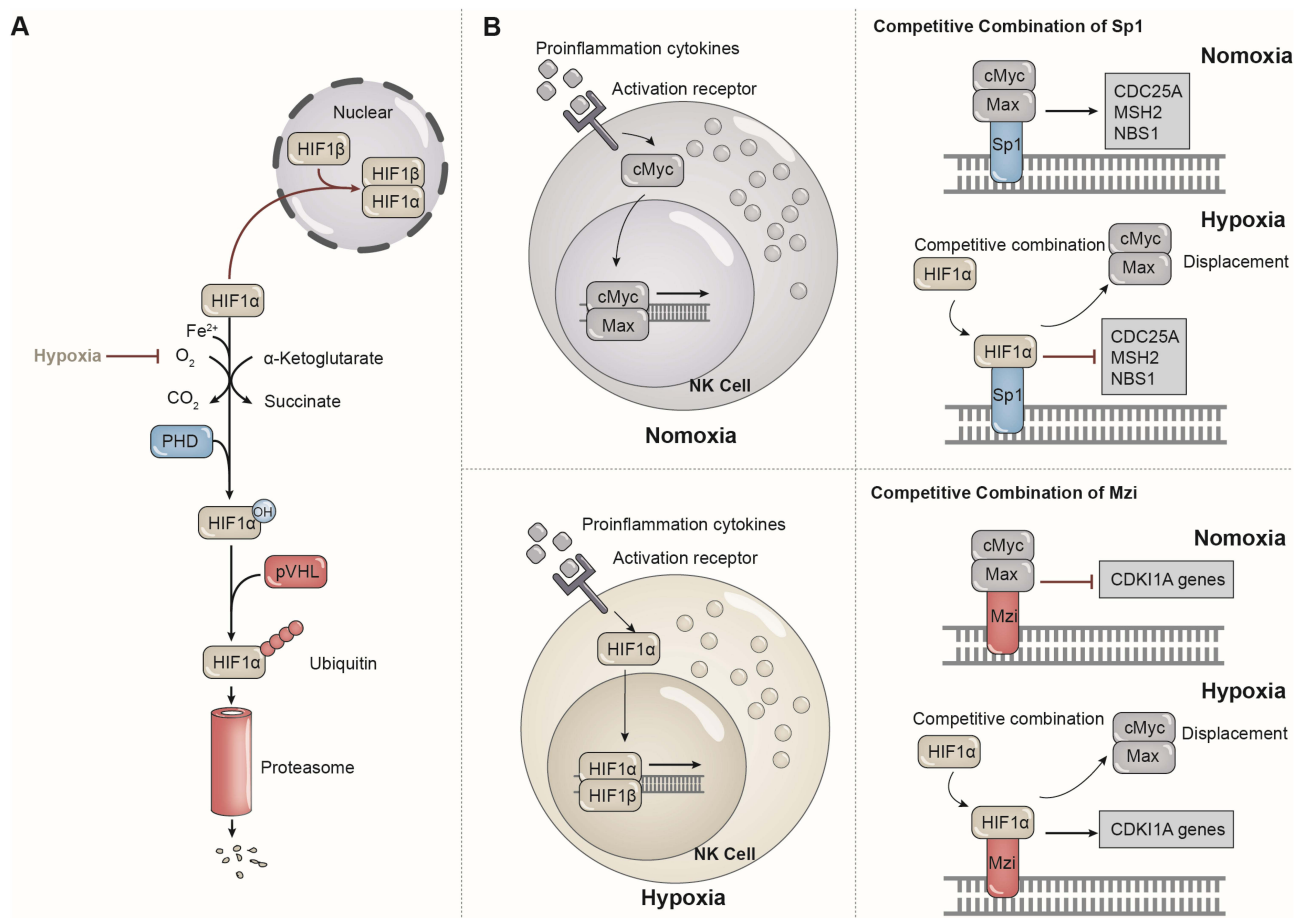 A
Nuclear
HIF1β
HIF1β
HIF1α
HIF1α
Fe²⁺
Hypoxia
O₂
α-Ketoglutarate
CO₂
Succinate
PHD
HIF1α
OH
pVHL
HIF1α
Ubiquitin
Proteasome
B
Proinflammation cytokines
Activation receptor
cMyc
cMyc
Max
NK Cell
Nomoxia
Proinflammation cytokines
Activation receptor
HIF1α
HIF1α
HIF1β
NK Cell
Hypoxia
Competitive Combination of Sp1
Nomoxia
cMyc
Max
Sp1
CDC25A
MSH2
NBS1
Hypoxia
Competitive combination
HIF1α
cMyc
Max
Displacement
HIF1α
Sp1
CDC25A
MSH2
NBS1
Competitive Combination of Mzi
Nomoxia
cMyc
Max
Mzi
CDKI1A genes
Hypoxia
Competitive combination
HIF1α
cMyc
Max
Displacement
HIF1α
Mzi
CDKI1A genes